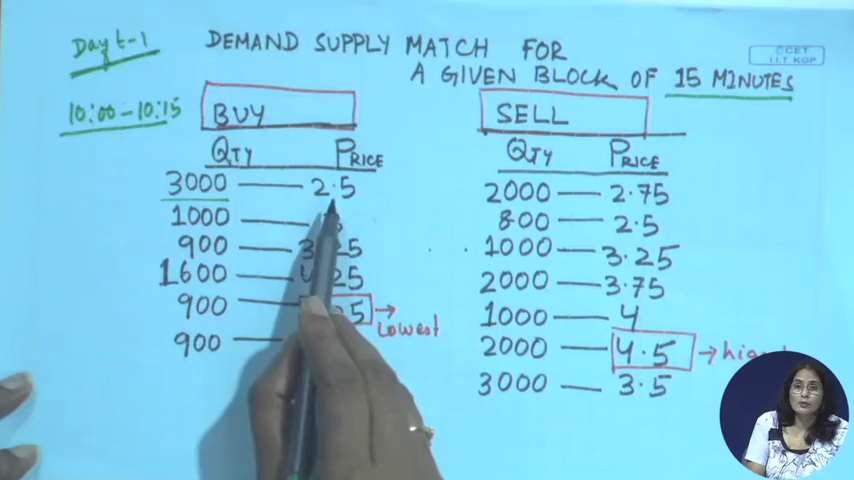 Day t-1
DEMAND SUPPLY MATCH FOR
A GIVEN BLOCK OF 15 MINUTES
©CET
I.I.T. KGP
10:00-10:15
BUY
QTY PRICE
3000 — 2.5
1000 —
900 —
1600 —
900 — → Lowest
900 —
SELL
QTY PRICE
2000 — 2.75
800 — 2.5
1000 — 3.25
2000 — 3.75
1000 — 4
2000 — 4.5 →
3000 — 3.5